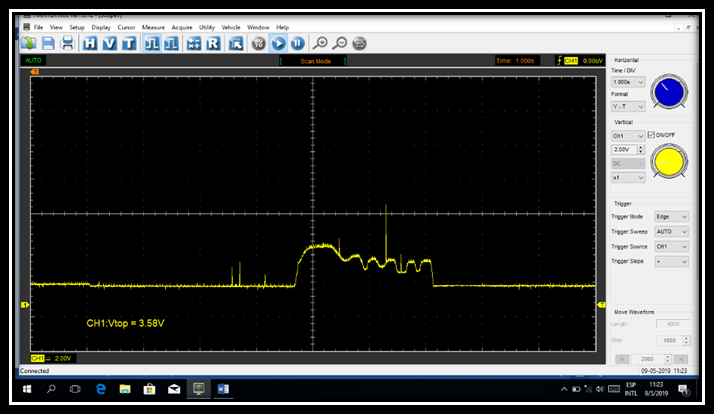 File View Setup Display Cursor Measure Acquire Utility Vehicle Window Help
H V T R
AUTO
Scan Mode
Time: 1.000s
CH1 0.00uV
T
1
T
CH1:Vtop = 3.58V
CH1 2.00V
Horizontal
Time / DIV
1.000s
Format
Y - T
Vertical
CH1 ON/OFF
2.00V
DC
x1
Trigger
Trigger Mode Edge
Trigger Sweep AUTO
Trigger Source CH1
Trigger Slope +
Move Waveform
Length : 4000
Step 1000
2000
Connected
09-05-2019 11:23
ESP 11:23
INTL 9/5/2019